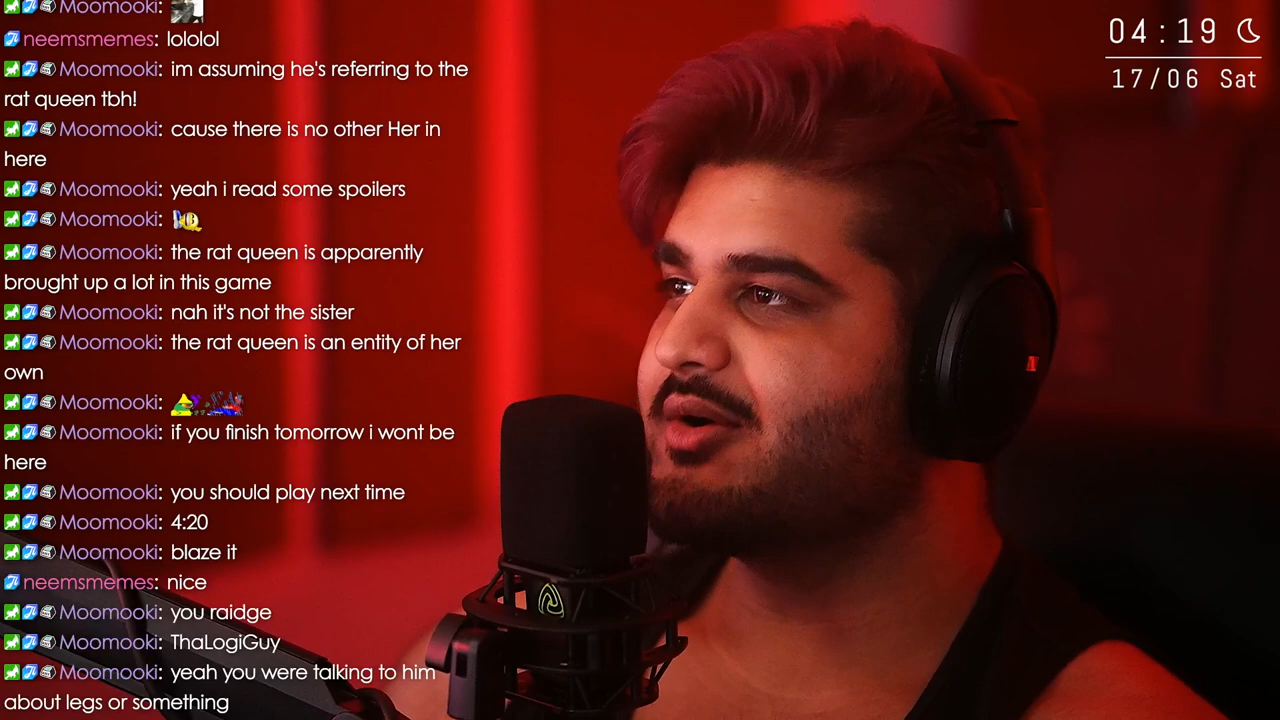 Moomooki:
neemsmemes: lololol
Moomooki: im assuming he's referring to the
rat queen tbh!
Moomooki: cause there is no other Her in
here
Moomooki: yeah i read some spoilers
Moomooki:
Moomooki: the rat queen is apparently
brought up a lot in this game
Moomooki: nah it's not the sister
Moomooki: the rat queen is an entity of her
own
Moomooki:
Moomooki: if you finish tomorrow i wont be
here
Moomooki: you should play next time
Moomooki: 4:20
Moomooki: blaze it
neemsmemes: nice
Moomooki: you raidge
Moomooki: ThaLogiGuy
Moomooki: yeah you were talking to him
about legs or something
04:19
17/06 Sat